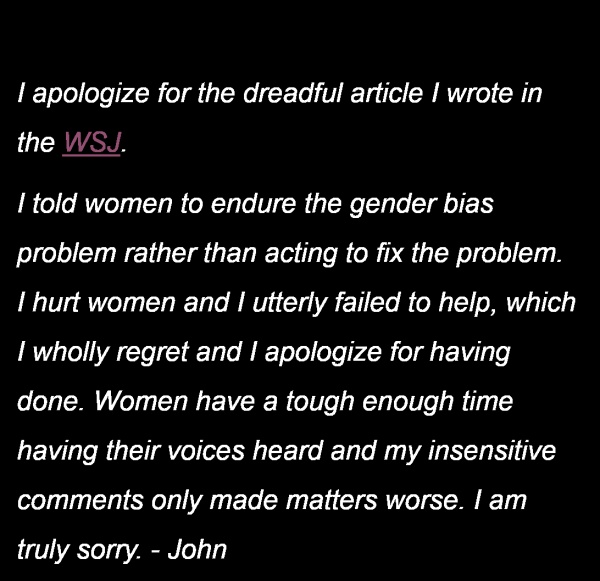 I apologize for the dreadful article I wrote in
the WSJ.
I told women to endure the gender bias
problem rather than acting to fix the problem.
I hurt women and I utterly failed to help, which
I wholly regret and I apologize for having
done. Women have a tough enough time
having their voices heard and my insensitive
comments only made matters worse. I am
truly sorry. - John